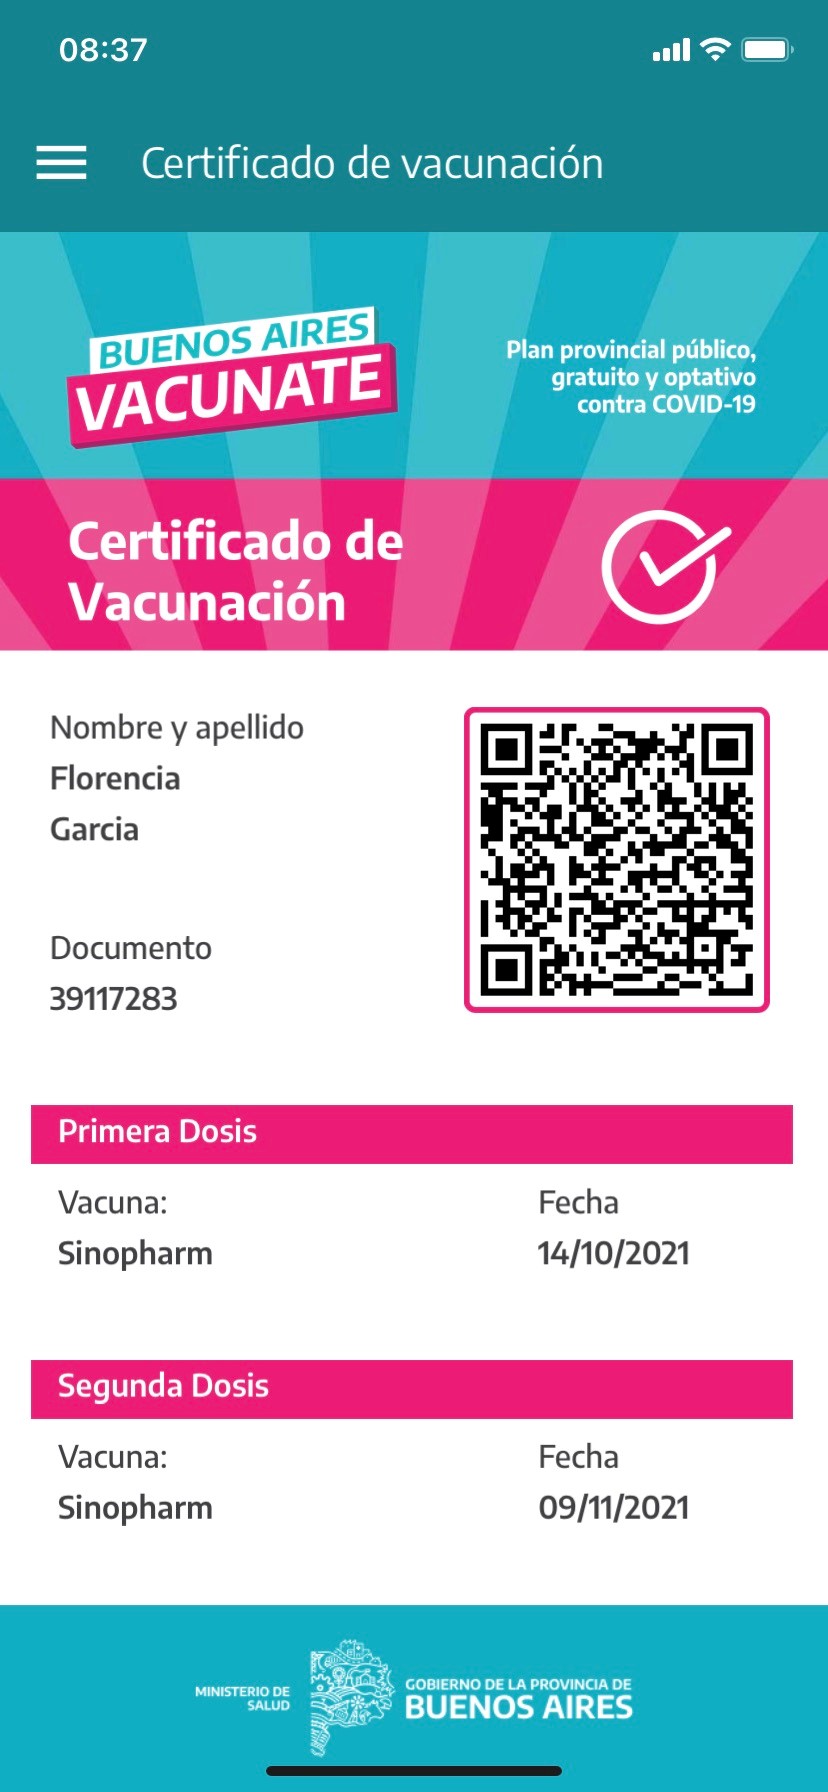 08:37
Certificado de vacunación
BUENOS AIRES
VACUNATE
Plan provincial público,
gratuito y optativo
contra COVID-19
Certificado de
Vacunación
Nombre y apellido
Florencia
Garcia
Documento
39117283
Primera Dosis
Vacuna: Fecha
Sinopharm 14/10/2021
Segunda Dosis
Vacuna: Fecha
Sinopharm 09/11/2021
MINISTERIO DE
SALUD
GOBIERNO DE LA PROVINCIA DE
BUENOS AIRES